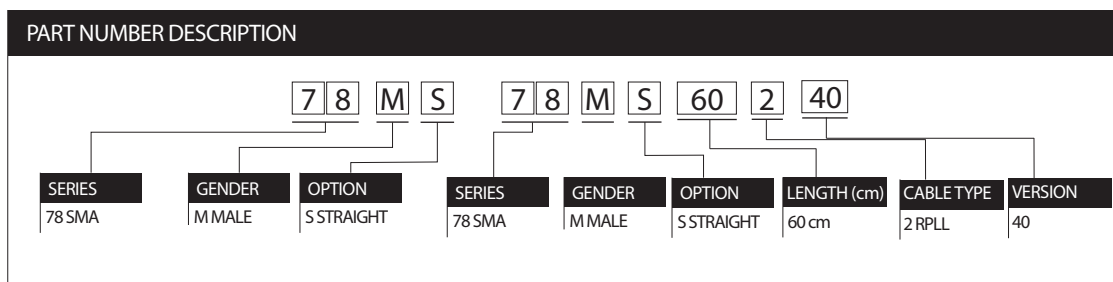 PART NUMBER DESCRIPTION
7 8 M S 7 8 M S 60 2 40
SERIES GENDER OPTION SERIES GENDER OPTION LENGTH (cm) CABLE TYPE VERSION
78 SMA M MALE S STRAIGHT 78 SMA M MALE S STRAIGHT 60 cm 2 RPLL 40